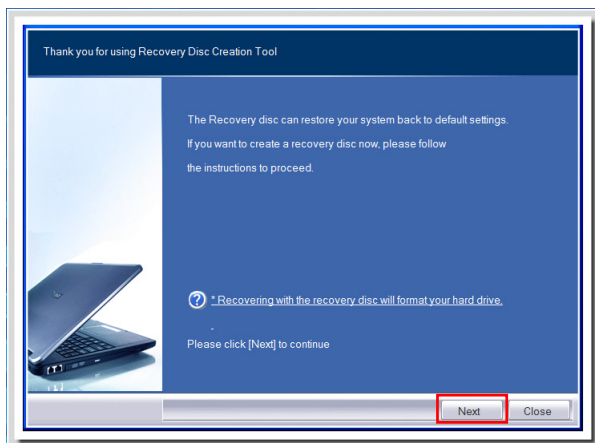 Thank you for using Recovery Disc Creation Tool
The Recovery disc can restore your system back to default settings.
If you want to create a recovery disc now, please follow
the instructions to proceed.
* Recovering with the recovery disc will format your hard drive.
.
Please click [Next] to continue
Next Close